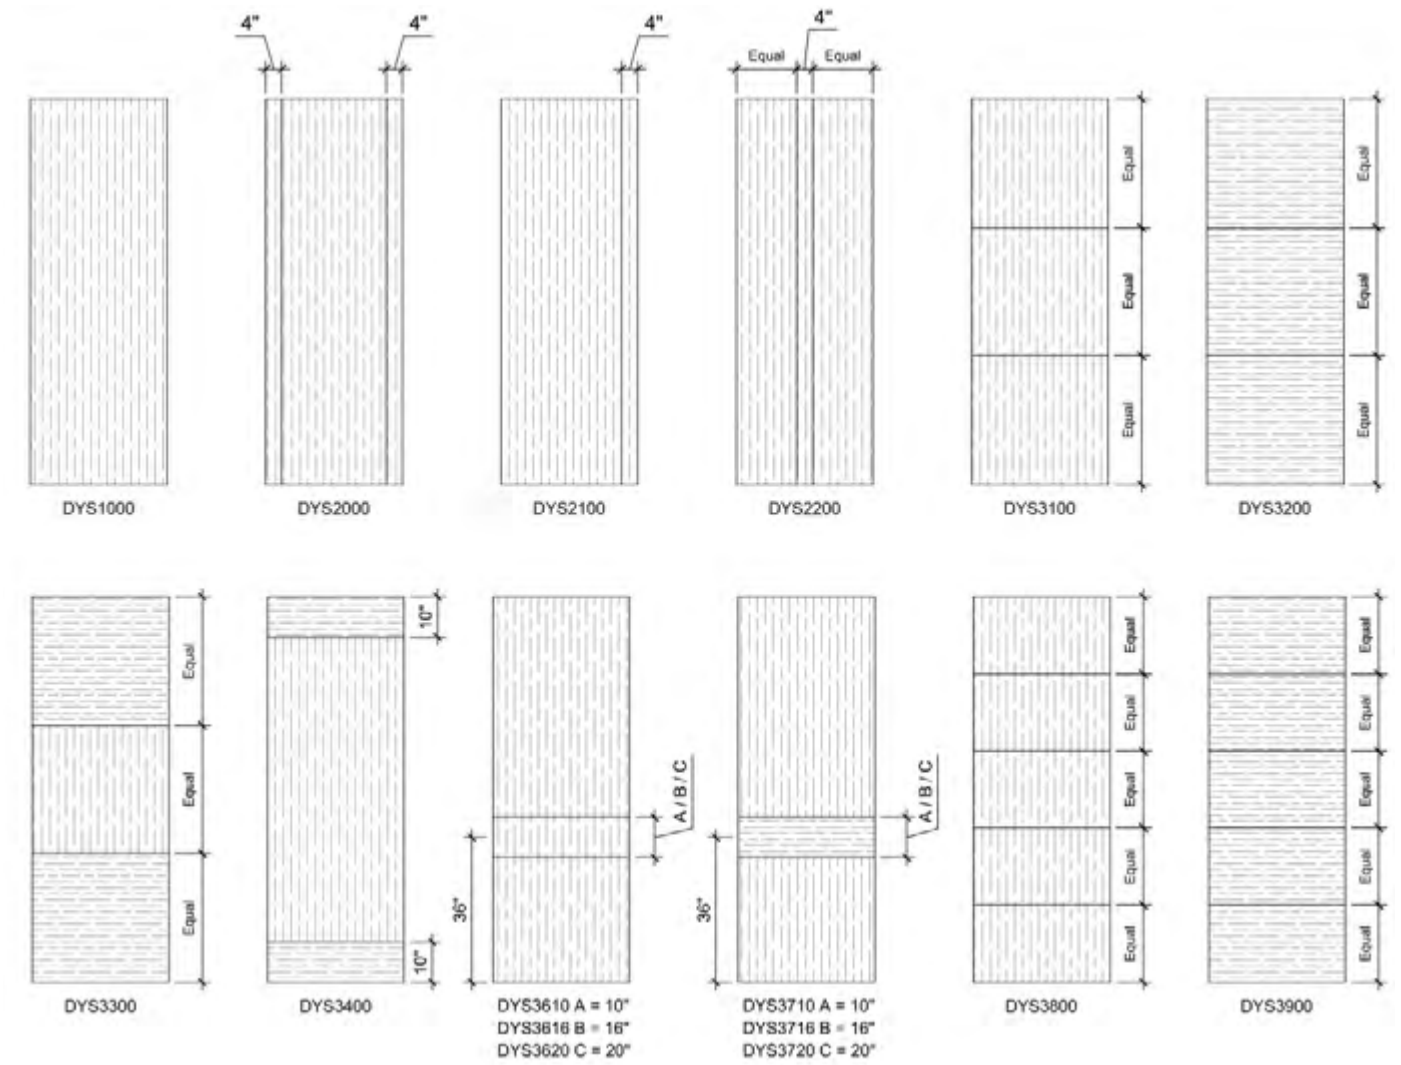 4" 4" 4" 4"
Equal Equal
Equal Equal
Equal Equal
Equal Equal
DYS1000 DYS2000 DYS2100 DYS2200 DYS3100 DYS3200
10"
Equal Equal Equal
Equal Equal
A / B / C A / B / C
Equal Equal Equal
Equal Equal
36" 36"
Equal 10" Equal Equal
DYS3300 DYS3400 DYS3610 A = 10" DYS3710 A = 10" DYS3800 DYS3900
DYS3616 B = 16" DYS3716 B = 16"
DYS3620 C = 20" DYS3720 C = 20"